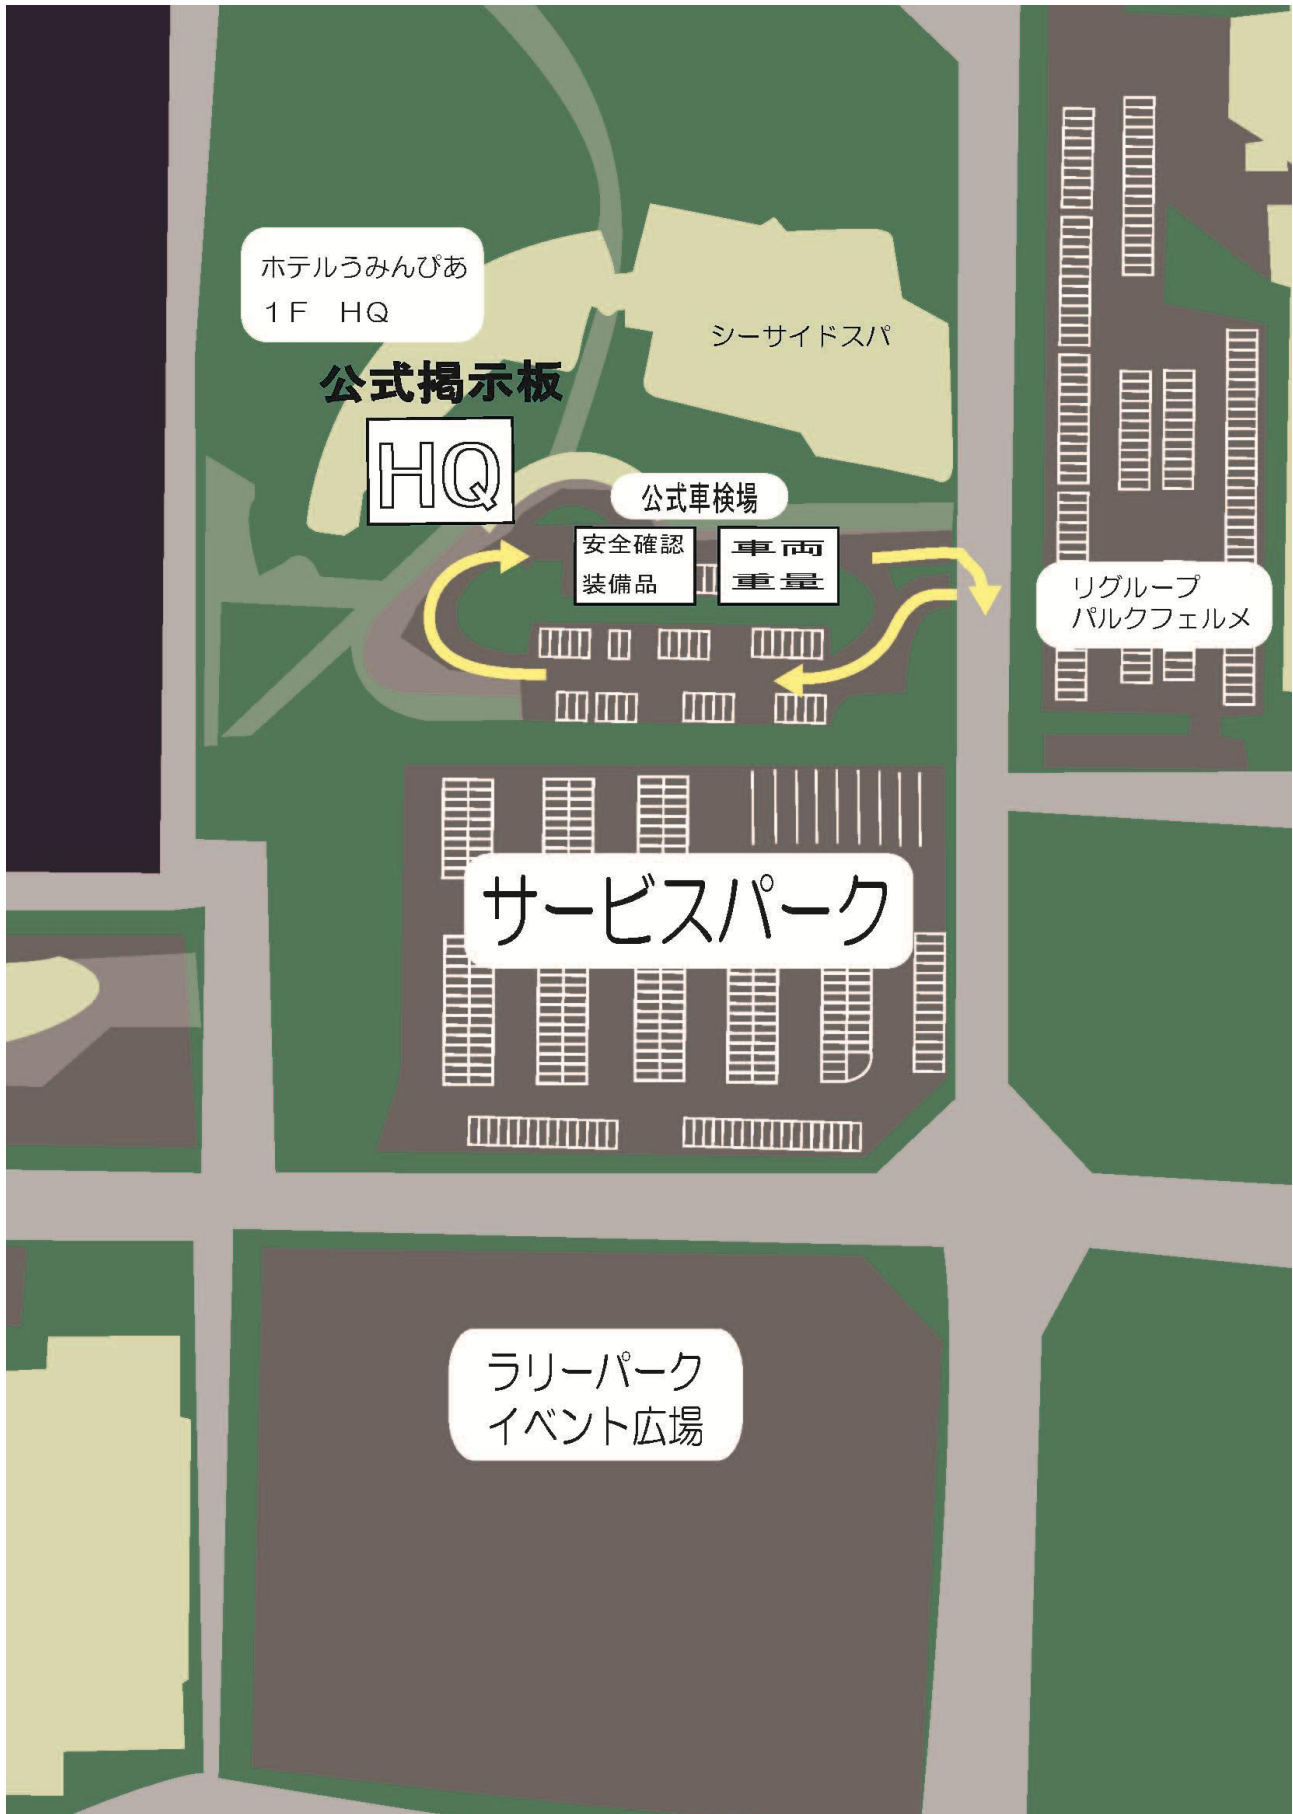 ホテルうみんぴあ
１Ｆ　ＨＱ
シーサイドスパ
公式掲示板
HQ
公式車検場
安全確認
装備品
車両
重量
リグループ
パルクフェルメ
サービスパーク
ラリーパーク
イベント広場